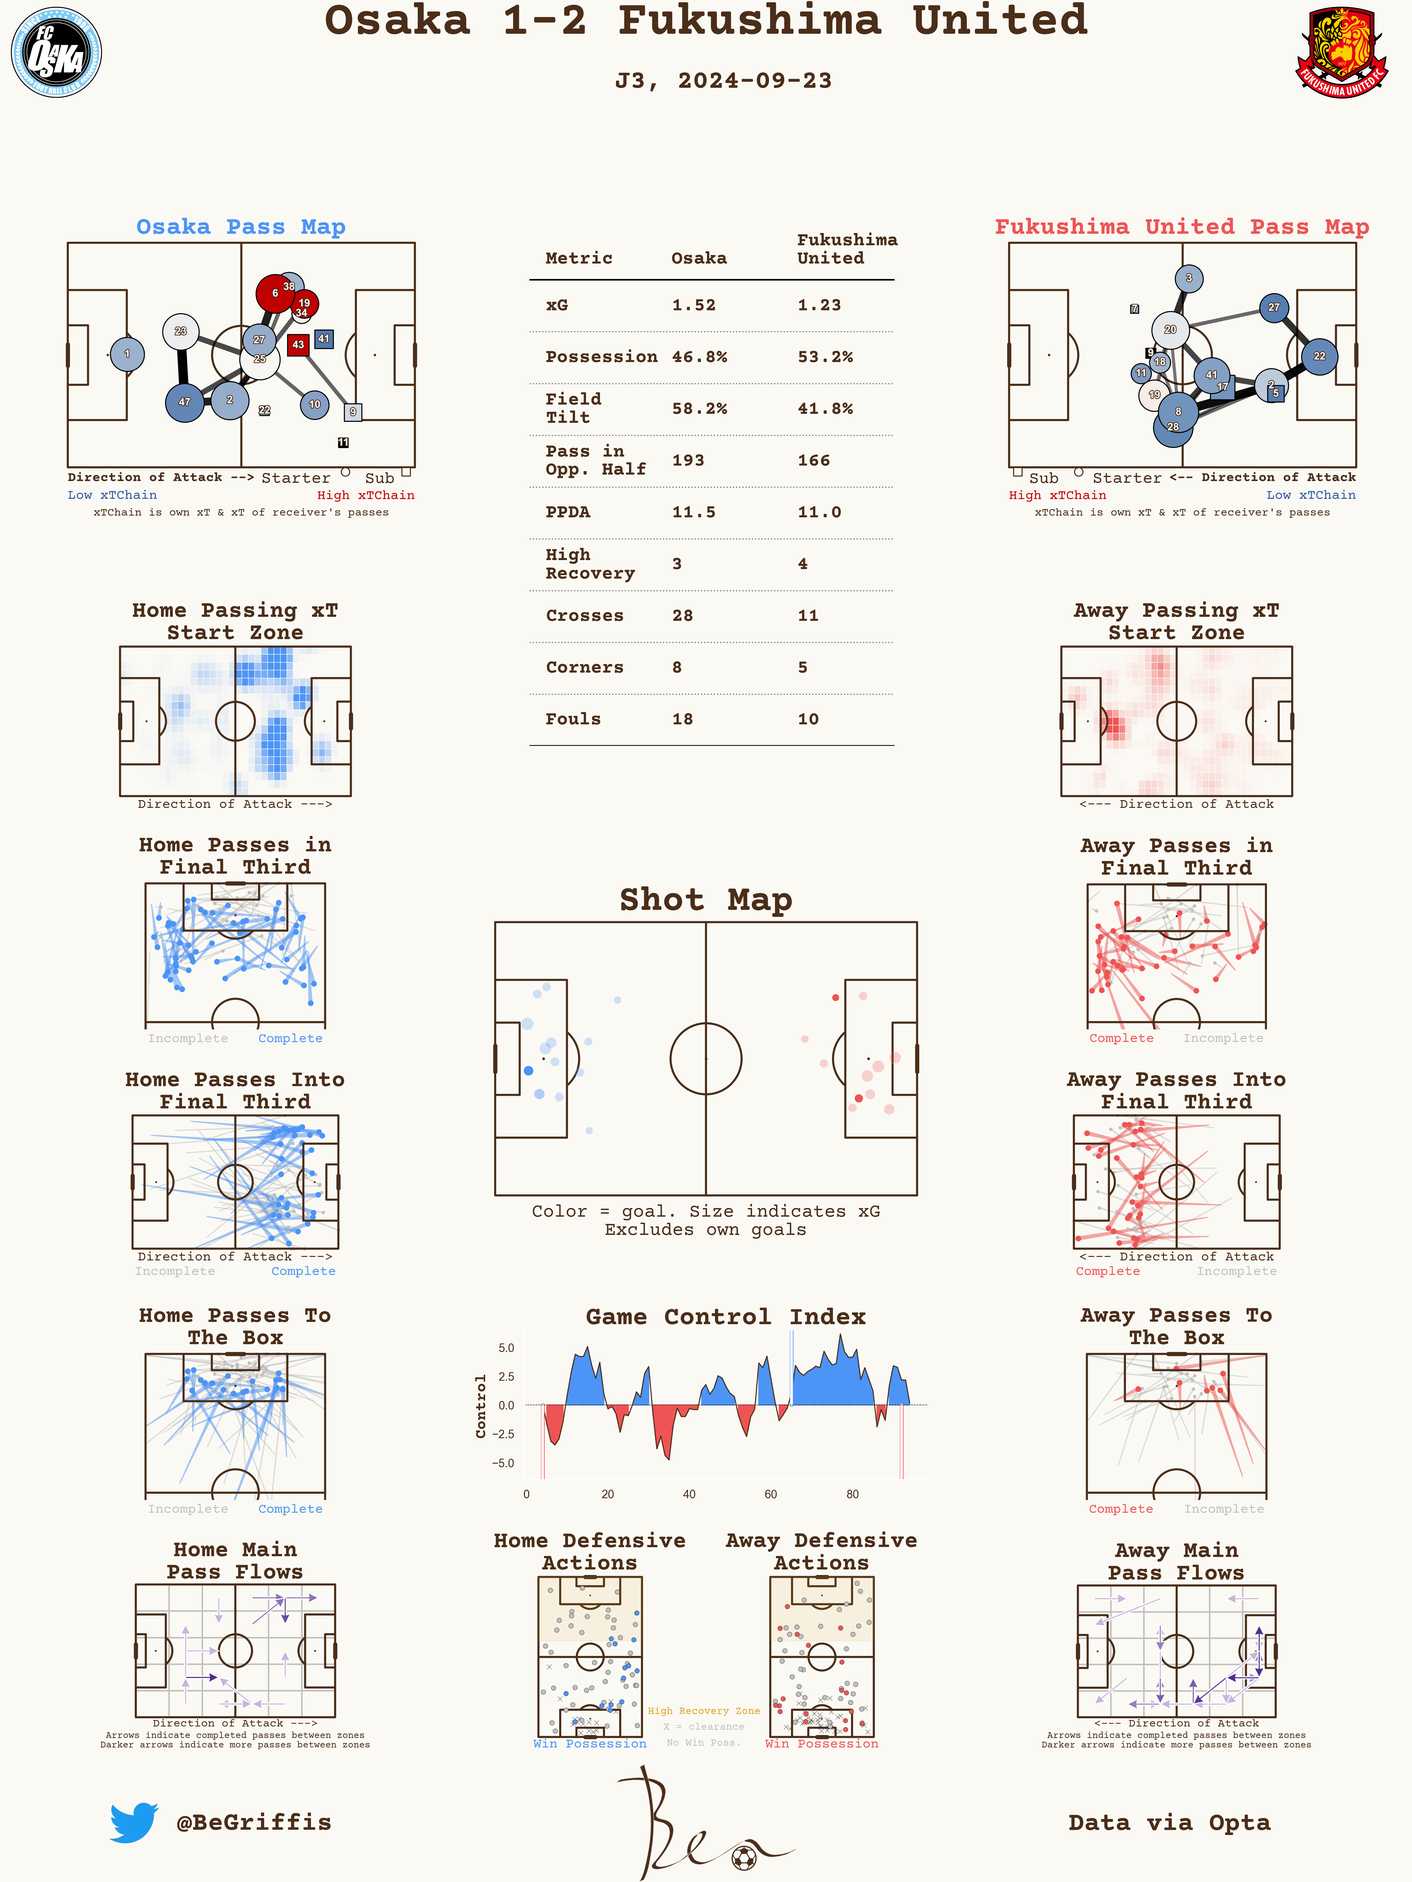 Osaka 1-2 Fukushima United
J3, 2024-09-23
FC
OSAKA
FUKUSHIMA UNITED FC
Osaka Pass Map
1
23
47
2
27
25
6
38
19
34
43
41
10
22
9
11
Direction of Attack --> Starter Sub
Low xTChain High xTChain
xTChain is own xT & xT of receiver's passes
Metric Osaka Fukushima United
xG 1.52 1.23
Possession 46.8% 53.2%
Field Tilt 58.2% 41.8%
Pass in Opp. Half 193 166
PPDA 11.5 11.0
High Recovery 3 4
Crosses 28 11
Corners 8 5
Fouls 18 10
Fukushima United Pass Map
3
7
27
20
9
18
11
22
41
17
2
5
19
8
28
Sub Starter <-- Direction of Attack
High xTChain Low xTChain
xTChain is own xT & xT of receiver's passes
Home Passing xT
Start Zone
Direction of Attack --->
Away Passing xT
Start Zone
<--- Direction of Attack
Home Passes in
Final Third
Incomplete Complete
Away Passes in
Final Third
Complete Incomplete
Shot Map
Color = goal. Size indicates xG
Excludes own goals
Home Passes Into
Final Third
Direction of Attack --->
Incomplete Complete
Away Passes Into
Final Third
<--- Direction of Attack
Complete Incomplete
Home Passes To
The Box
Incomplete Complete
Game Control Index
Control
5.0
2.5
0.0
−2.5
−5.0
0 20 40 60 80
Away Passes To
The Box
Complete Incomplete
Home Main
Pass Flows
Direction of Attack --->
Arrows indicate completed passes between zones
Darker arrows indicate more passes between zones
Home Defensive
Actions
Win Possession
Away Defensive
Actions
Win Possession
High Recovery Zone
X = clearance
No Win Poss.
Away Main
Pass Flows
<--- Direction of Attack
Arrows indicate completed passes between zones
Darker arrows indicate more passes between zones
@BeGriffis
Ben
Data via Opta